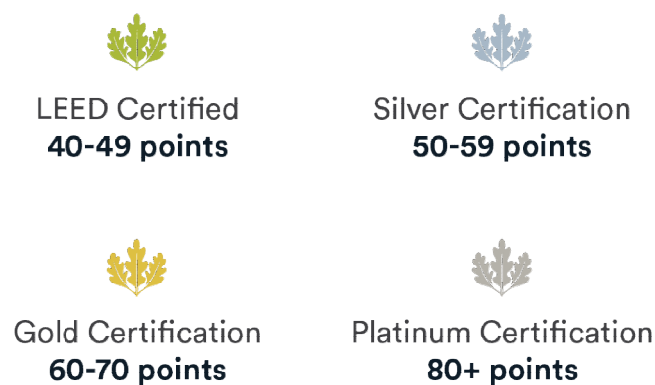 LEED Certified
40-49 points
Silver Certification
50-59 points
Gold Certification
60-70 points
Platinum Certification
80+ points